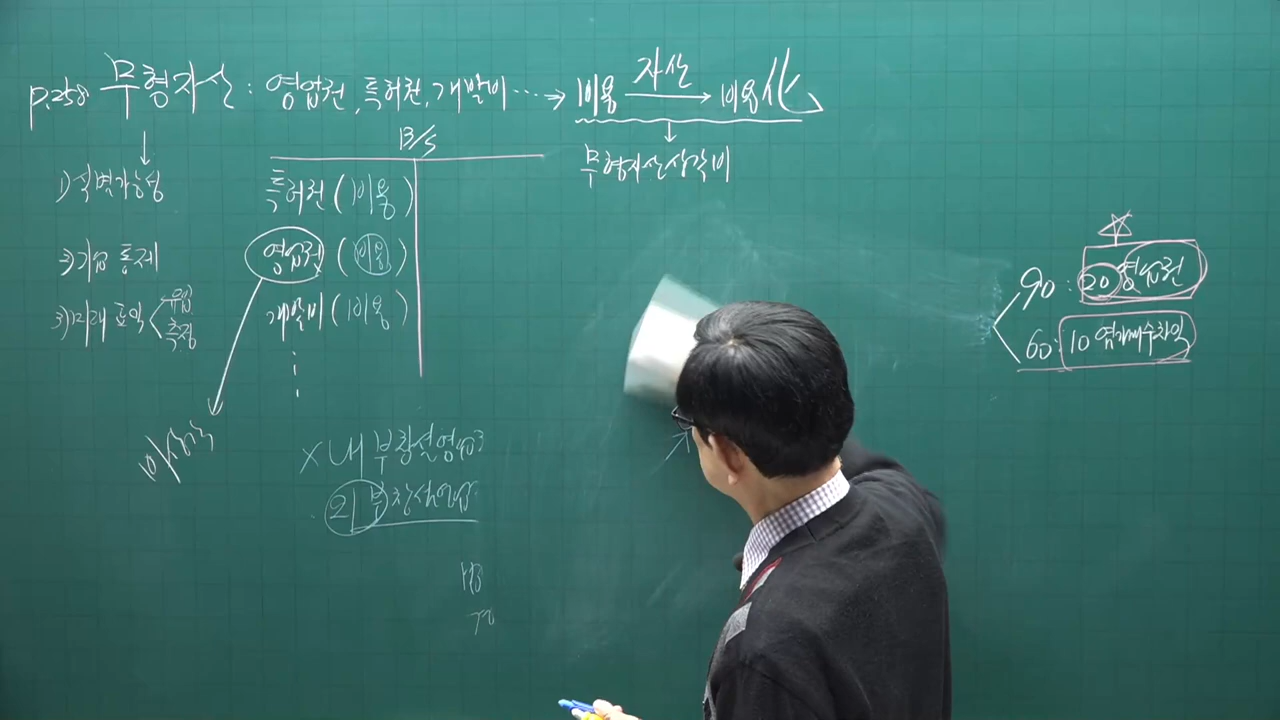 p.258 무형자산 : 영업권, 특허권, 개발비 … → 비용 자산→ 비용化
↓ 무형자산상각비
B/S
1) 식별가능성
2) 기업 통제
3) 미래 효익 < 유입 측정
특허권 (비용)
영업권 (비용)
개발비 (비용)
미상각
× 내부창설영업권
외부창설영업
90 : 20 영업권
60 : 10 염가매수차익